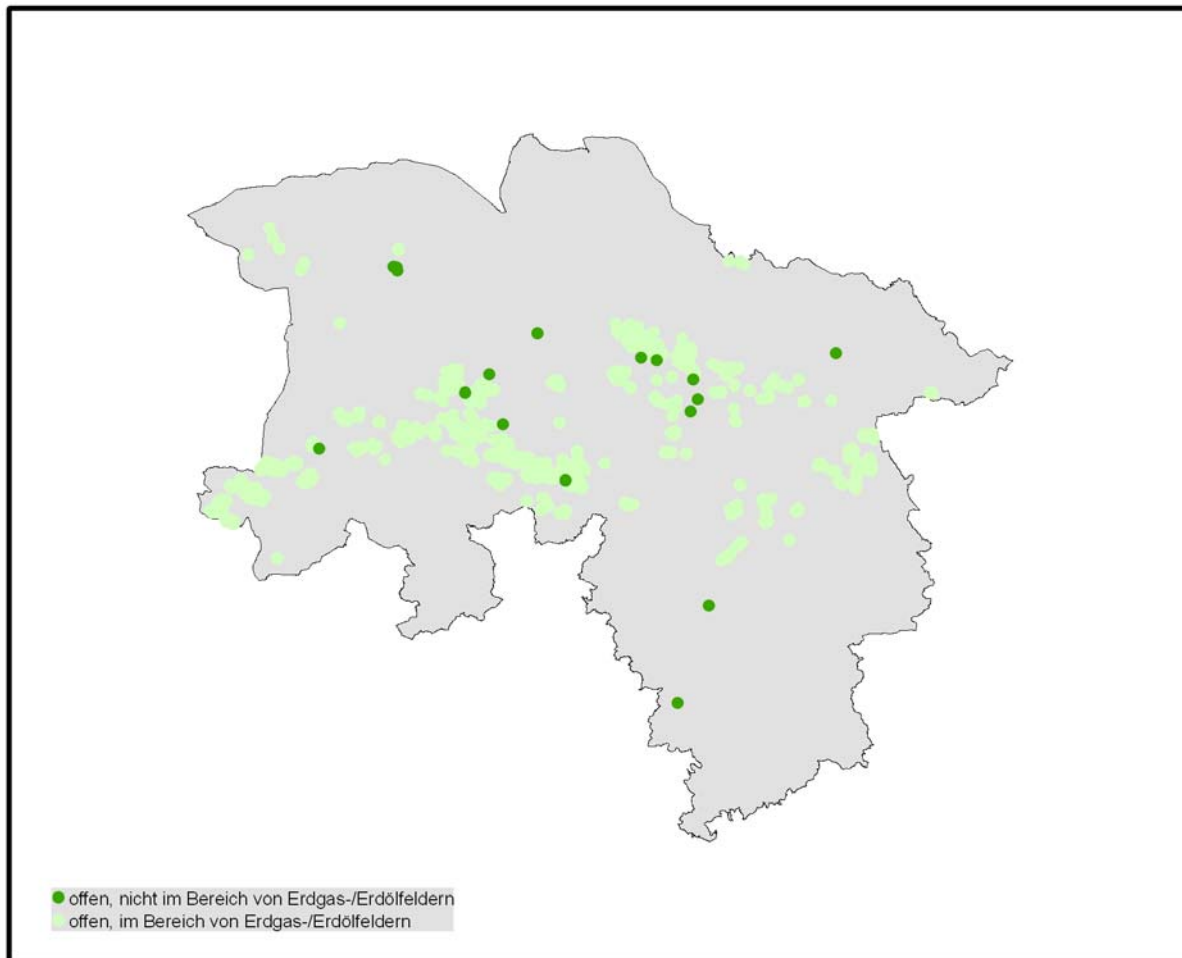 offen, nicht im Bereich von Erdgas-/Erdölfeldern
offen, im Bereich von Erdgas-/Erdölfeldern